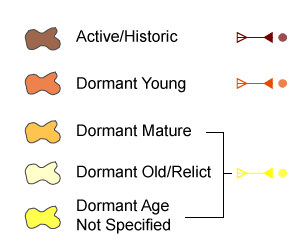 Active/Historic
Dormant Young
Dormant Mature
Dormant Old/Relict
Dormant Age
Not Specified